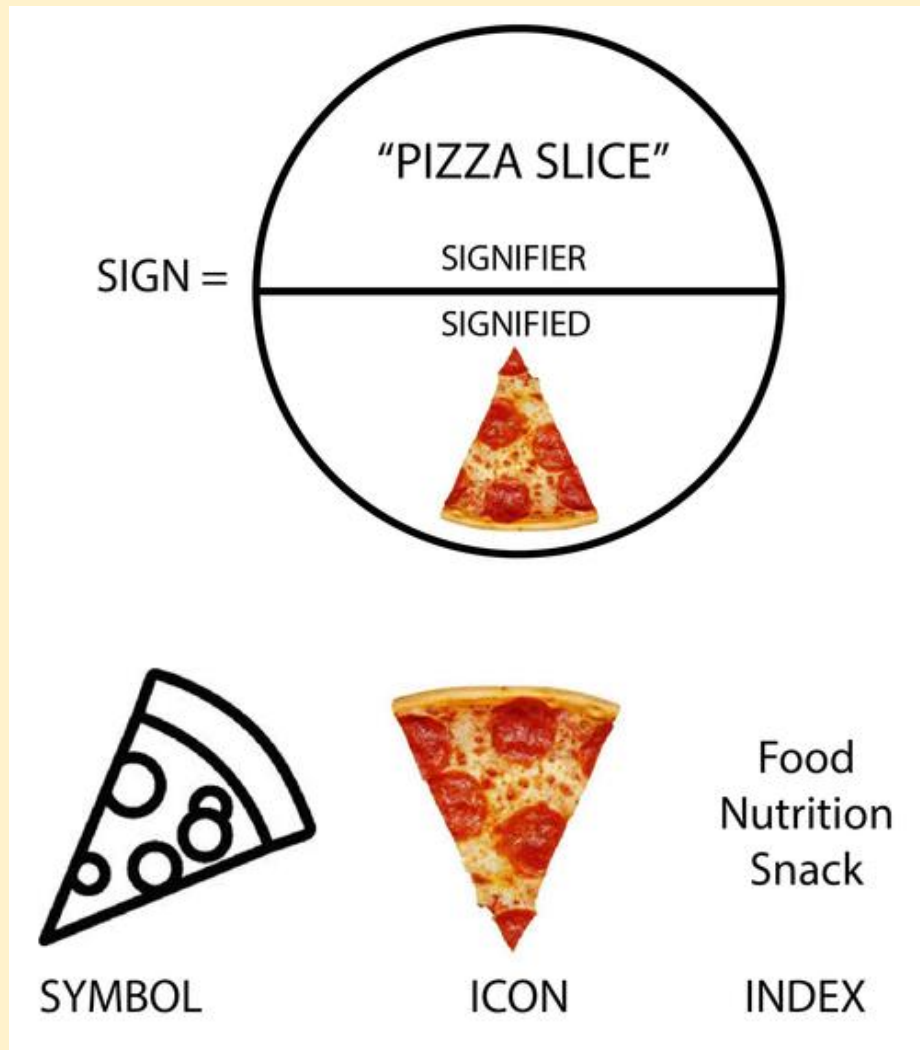 “PIZZA SLICE”
SIGN =
SIGNIFIER
SIGNIFIED
Food
Nutrition
Snack
SYMBOL
ICON
INDEX